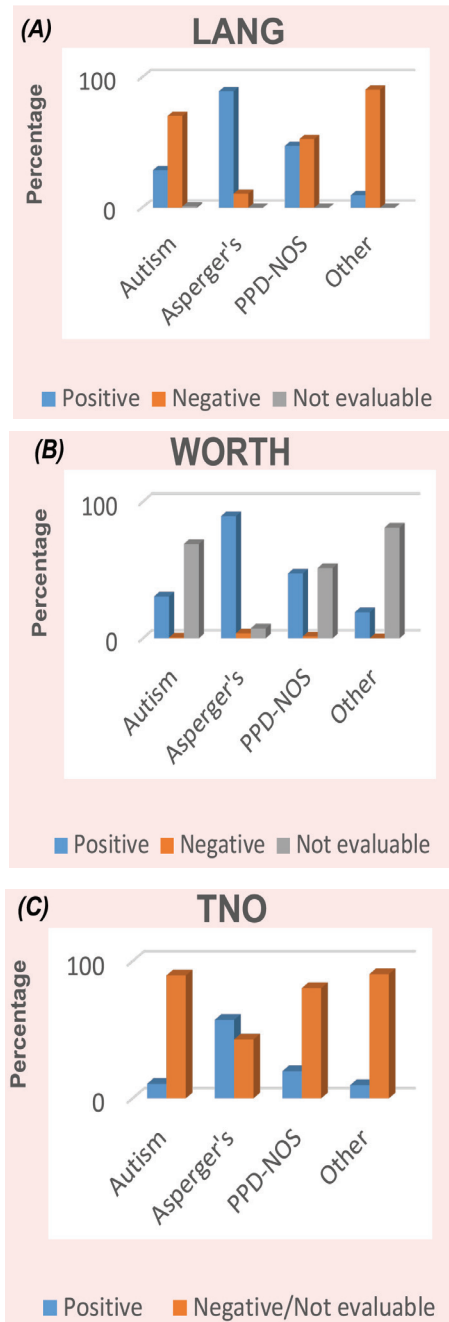 (A)
LANG
Percentage
100
0
Autism
Asperger's
PPD-NOS
Other
Positive Negative Not evaluable
(B)
WORTH
Percentage
100
0
Autism
Asperger's
PPD-NOS
Other
Positive Negative Not evaluable
(C)
TNO
Percentage
100
0
Autism
Asperger's
PPD-NOS
Other
Positive Negative/Not evaluable